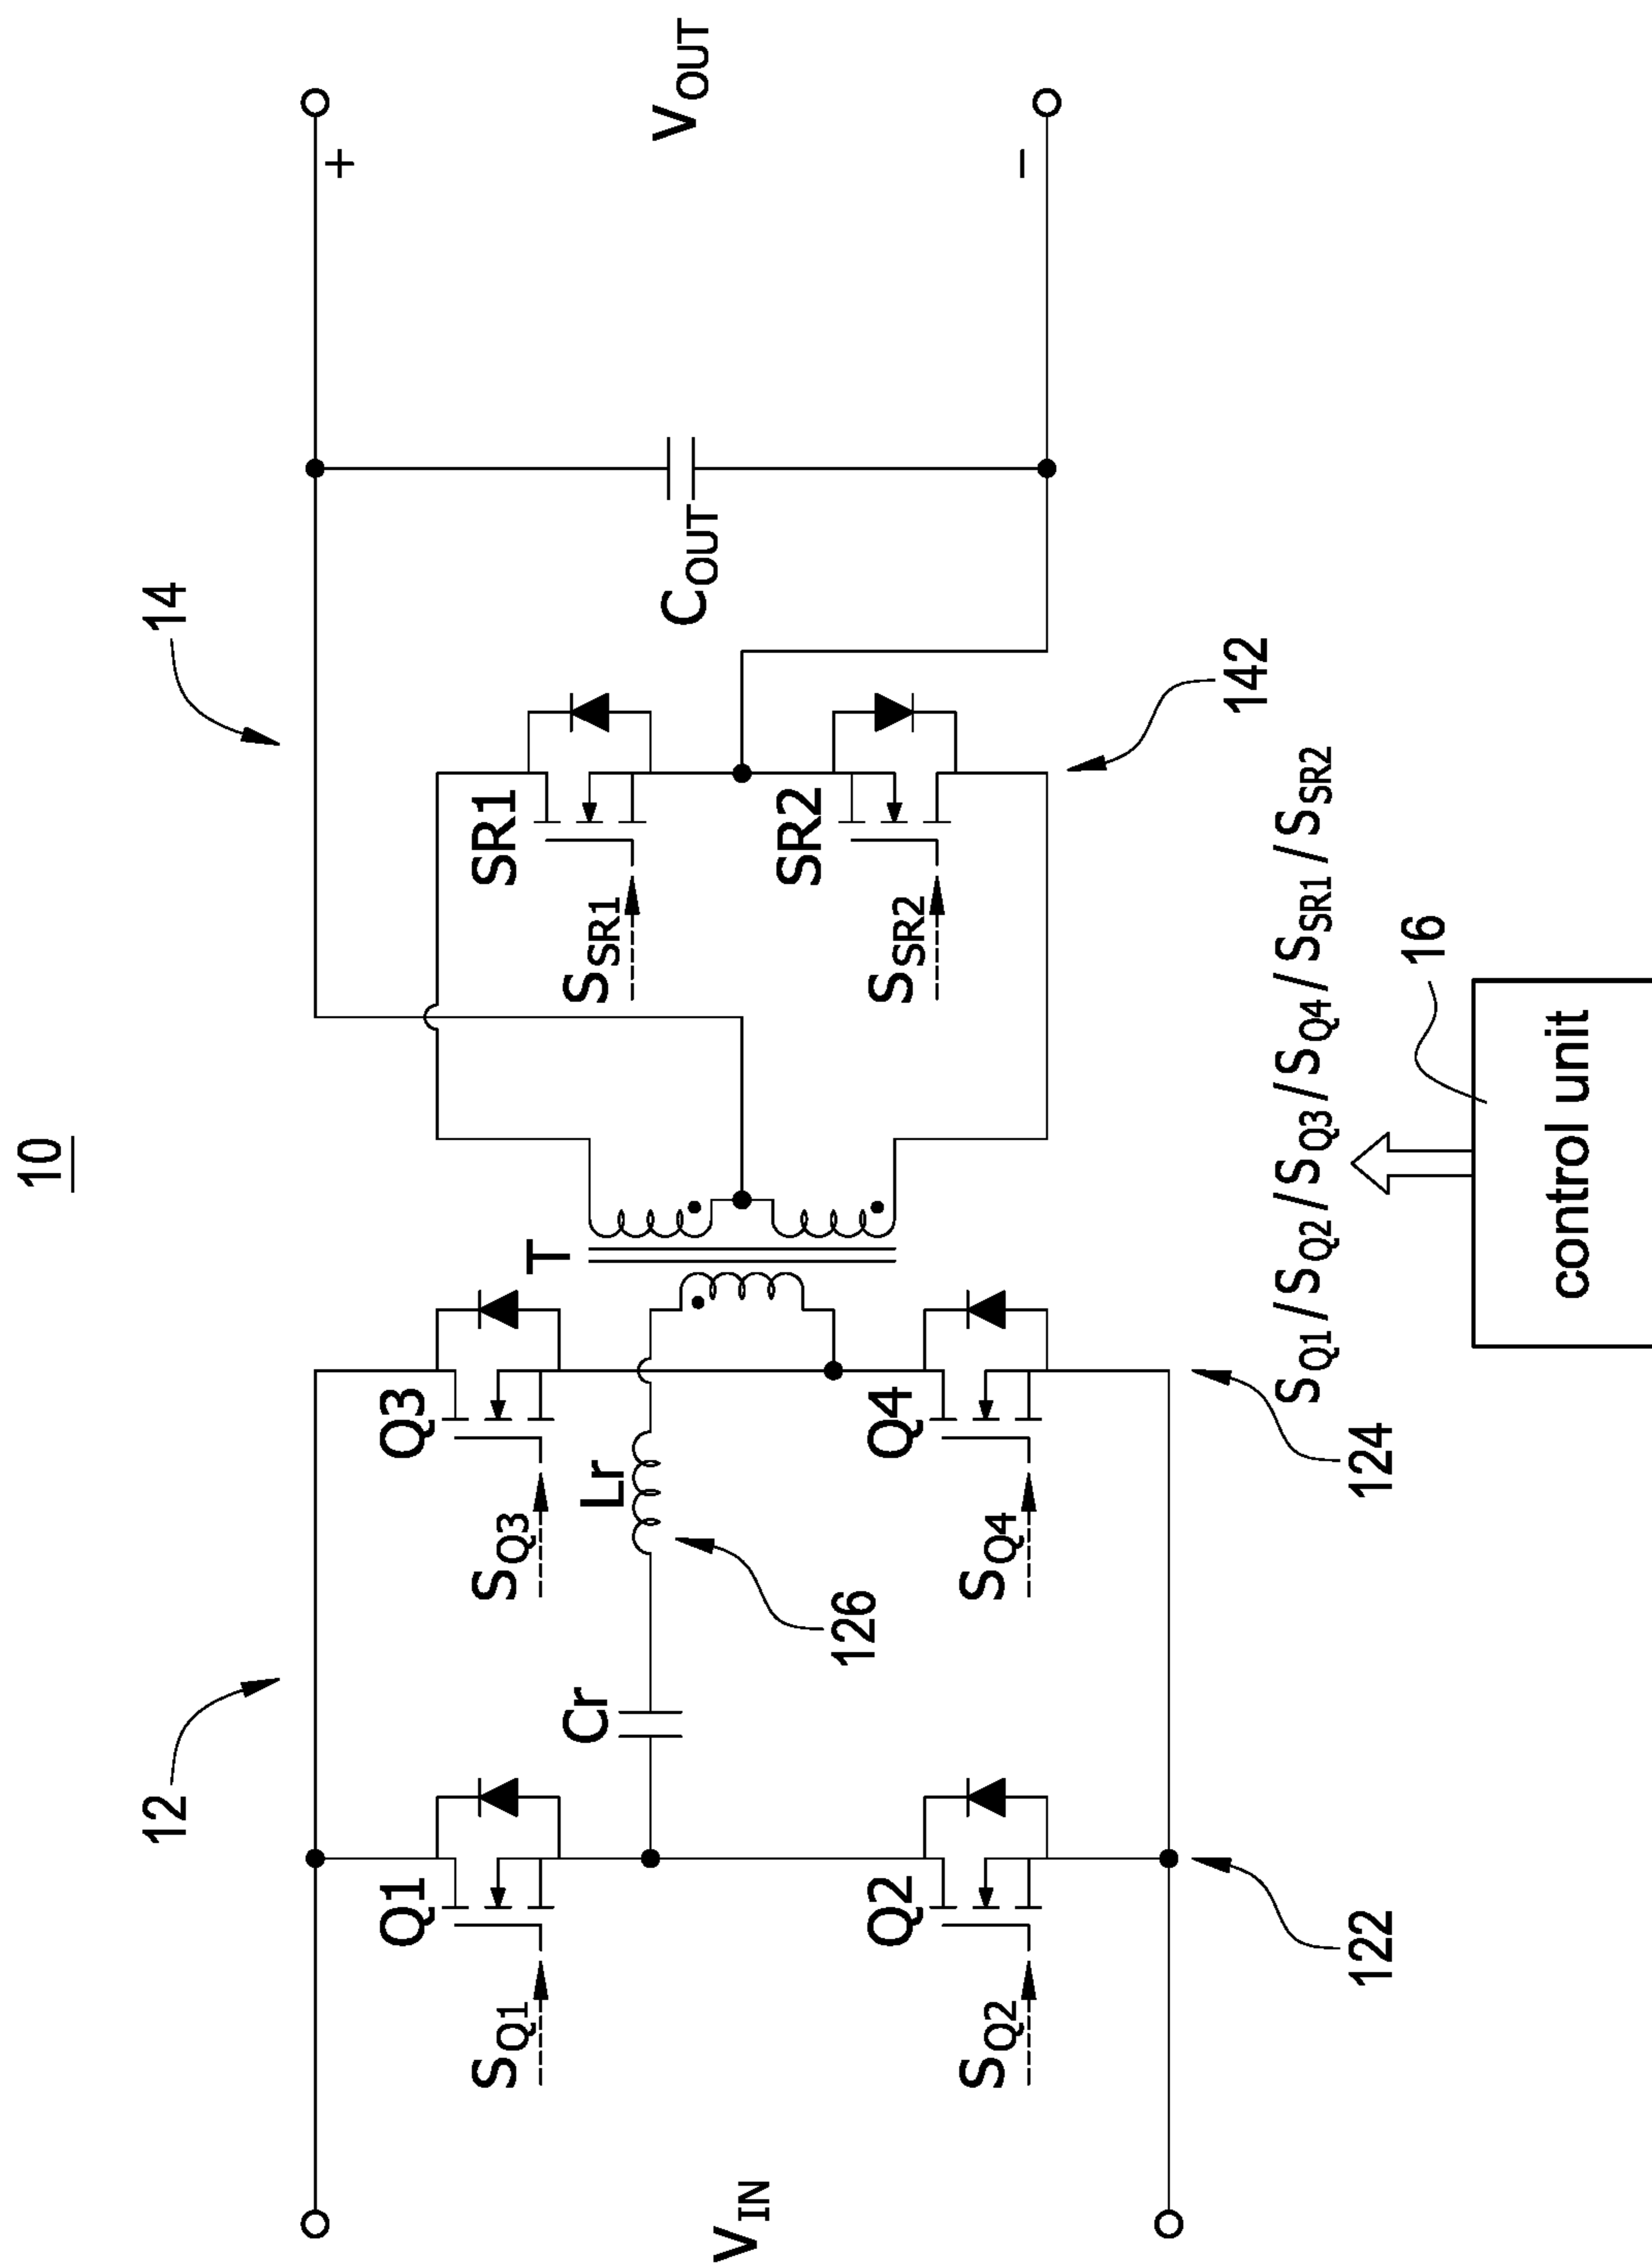 10
12
14
Q1
Q3
T
SR1
SQ1
SQ3
SSR1
Cr
Lr
COUT
+
VOUT
−
VIN
126
SR2
Q2
Q4
SSR2
SQ2
SQ4
122
124
142
SQ1 / SQ2 / SQ3 / SQ4 / SSR1 / SSR2
16
control unit